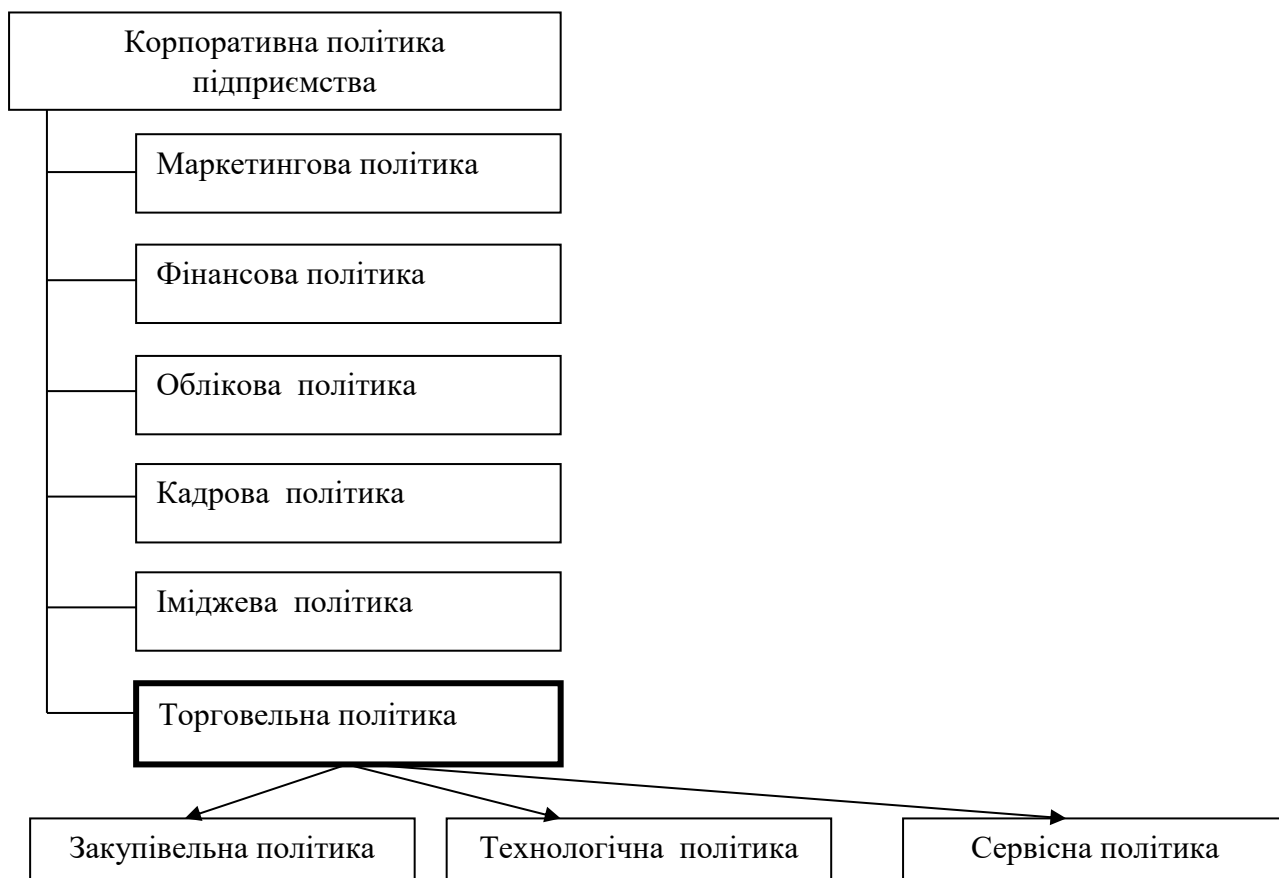 Корпоративна політика
підприємства
Маркетингова політика
Фінансова політика
Облікова  політика
Кадрова  політика
Іміджева  політика
Торговельна політика
Закупівельна політика
Технологічна  політика
Сервісна політика